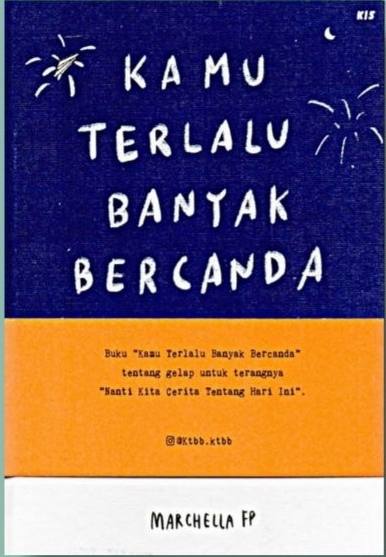 KIS
KAMU
TERLALU
BANYAK
BERCANDA
Buku "Kamu Terlalu Banyak Bercanda"
tentang gelap untuk terangnya
"Nanti Kita Cerita Tentang Hari Ini".
@Ktbb.ktbb
MARCHELLA FP